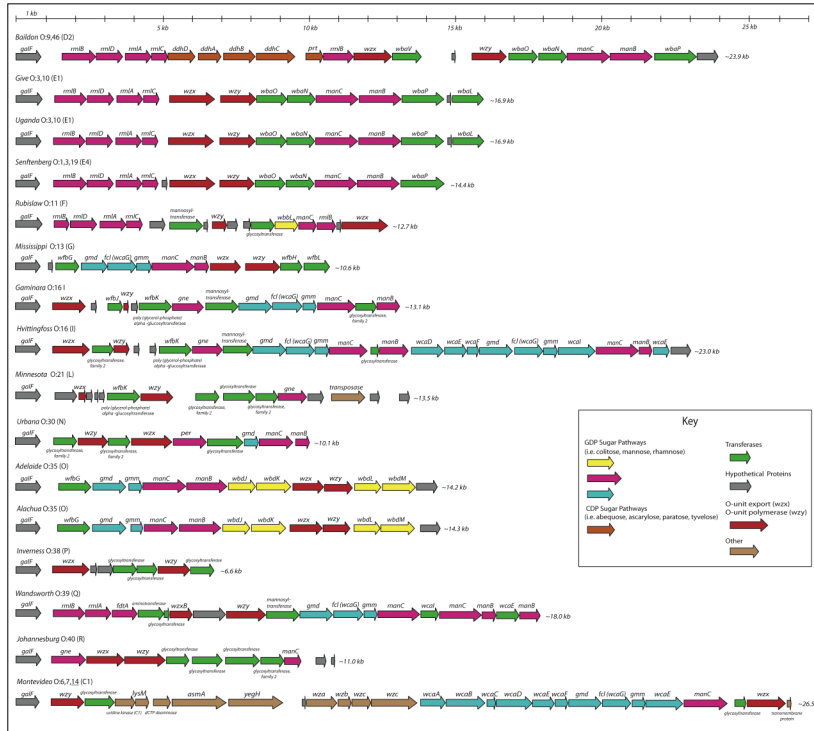 1 kb
5 kb
10 kb
15 kb
20 kb
25 kb
Baildon O:9,46 (D2)
galF rmlB rmlD rmlA rmlC ddhD ddhA ddhB ddhC prt rmlB wzx wbaV wzy wbaO wbaN manC manB wbaP ~23.9 kb
Give O:3,10 (E1)
galF rmlB rmlD rmlA rmlC wzx wzy wbaO wbaN manC manB wbaP wbaL ~16.9 kb
Uganda O:3,10 (E1)
galF rmlB rmlD rmlA rmlC wzx wzy wbaO wbaN manC manB wbaP wbaL ~16.9 kb
Senftenberg O:1,3,19 (E4)
galF rmlB rmlD rmlA rmlC wzx wzy wbaO wbaN manC manB wbaP ~14.4 kb
Rubislaw O:11 (F)
galF rmlB rmlD rmlA rmlC mannosyl-transferase wzy glycosyltransferase wbbL manC rmlB wzx ~12.7 kb
Mississippi O:13 (G)
galF wfbG gmd fcl (wcaG) gmm manC manB wzx wzy wfbH wfbL ~10.6 kb
Gaminara O:16 I
galF wzx wfbJ wzy wfbK gne mannosyl-transferase gmd fcl (wcaG) gmm manC manB ~13.1 kb
poly (glycerol-phosphate) alpha -glucosyltransferase glycosyltransferase, family 2
Hvittingfoss O:16 (I)
galF wzx wzy wfbK gne mannosyl-transferase gmd fcl (wcaG) gmm manC manB wcaD wcaE wcaF gmd fcl (wcaG) gmm wcaI manC manB wcaE ~23.0 kb
glycosyltransferase, family 2 poly (glycerol-phosphate) alpha -glucosyltransferase glycosyltransferase
Minnesota O:21 (L)
galF wzx wfbK wzy glycosyltransferase glycosyltransferase gne transposase ~13.5 kb
poly (glycerol-phosphate) alpha -glucosyltransferase glycosyltransferase, family 2 glycosyltransferase, family 2
Urbana O:30 (N)
galF wzy wzx per gmd manC manB ~10.1 kb
glycosyltransferase, family 2 glycosyltransferase, family 2 glycosyltransferase
Adelaide O:35 (O)
galF wfbG gmd gmm manC manB wbdJ wbdK wzx wzy wbdL wbdM ~14.2 kb
Alachua O:35 (O)
galF wfbG gmd gmm manC manB wbdJ wbdK wzx wzy wbdL wbdM ~14.3 kb
Inverness O:38 (P)
galF wzx glycosyltransferase wzy glycosyltransferase ~6.6 kb
glycosyltransferase
Wandsworth O:39 (Q)
galF rmlB rmlA fdtA aminotransferase wzxB wzy mannosyl-transferase gmd fcl (wcaG) gmm manC wcaI manC manB wcaE manB ~18.0 kb
glycosyltransferase
Johannesburg O:40 (R)
galF gne wzx wzy glycosyltransferase glycosyltransferase manC ~11.0 kb
glycosyltransferase glycosyltransferase glycosyltransferase, family 2
Montevideo O:6,7,14 (C1)
galF wzy lysM asmA yegH wza wzb wzc wzc wcaA wcaB wcaC wcaD wcaE wcaF gmd fcl (wcaG) gmm wcaE manC wzx ~26.5
glycosyltransferase uridine kinase (C1) dCTP deaminase glycosyltransferase transmembrane protein
Key
GDP Sugar Pathways
(i.e. colitose, mannose, rhamnose)
CDP Sugar Pathways
(i.e. abequose, ascarylose, paratose, tyvelose)
Transferases
Hypothetical Proteins
O-unit export (wzx)
O-unit polymerase (wzy)
Other